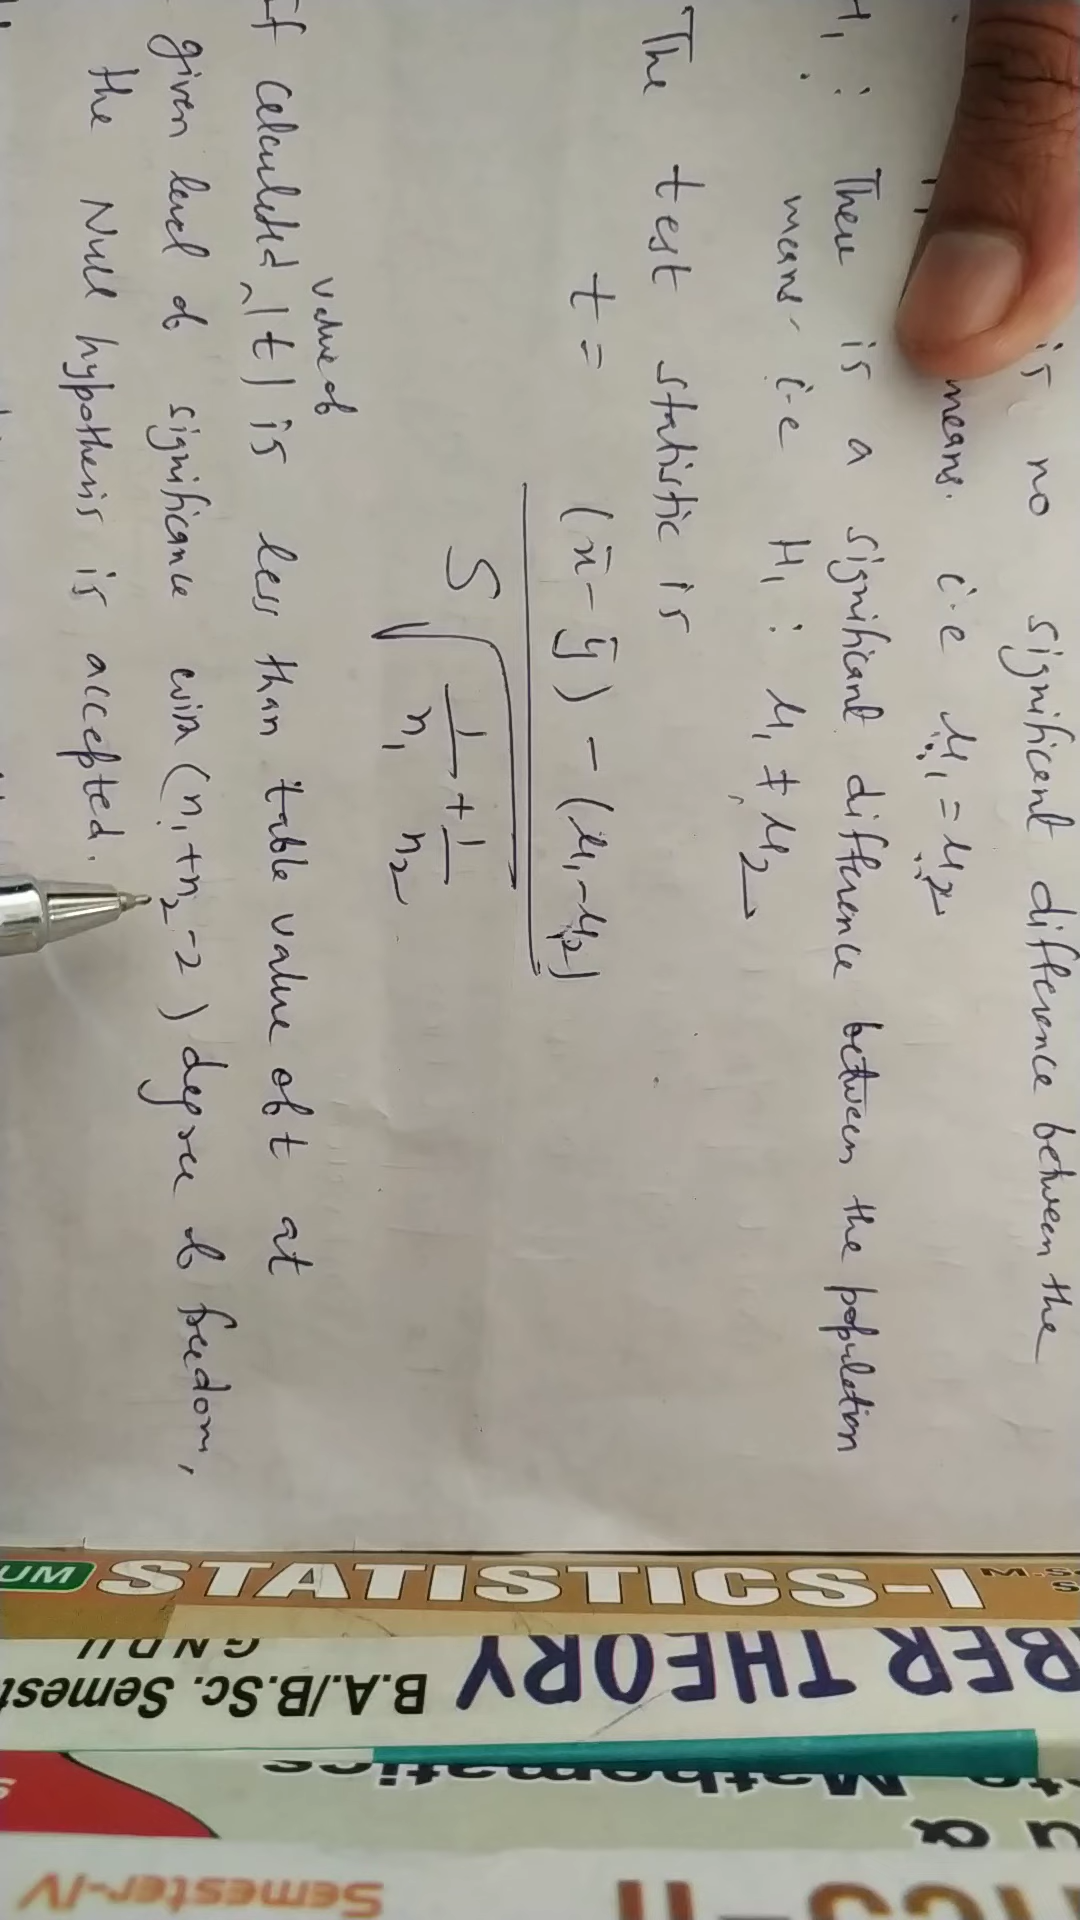 is no significant difference between the
means. i.e μ₁ = μ₂
H₁ : There is a significant difference between the population
means. i.e H₁ : μ₁ ≠ μ₂
The test statistic is
t = (x̄ - ȳ) - (μ₁ - μ₂) / S √(1/n₁ + 1/n₂)
value of
If calculated ^ |t| is less than table value of t at
given level of significance with (n₁ + n₂ - 2) degree of freedom,
the Null hypothesis is accepted.
UM STATISTICS-I
BER THEORY
B.A./B.Sc. Semest
GNDU
Mathematics
Semester-IV